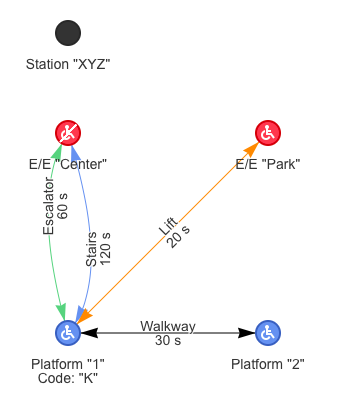 Station "XYZ"
E/E "Center"
E/E "Park"
Escalator
60 s
Stairs
120 s
Lift
20 s
Walkway
30 s
Platform "1"
Code: "K"
Platform "2"